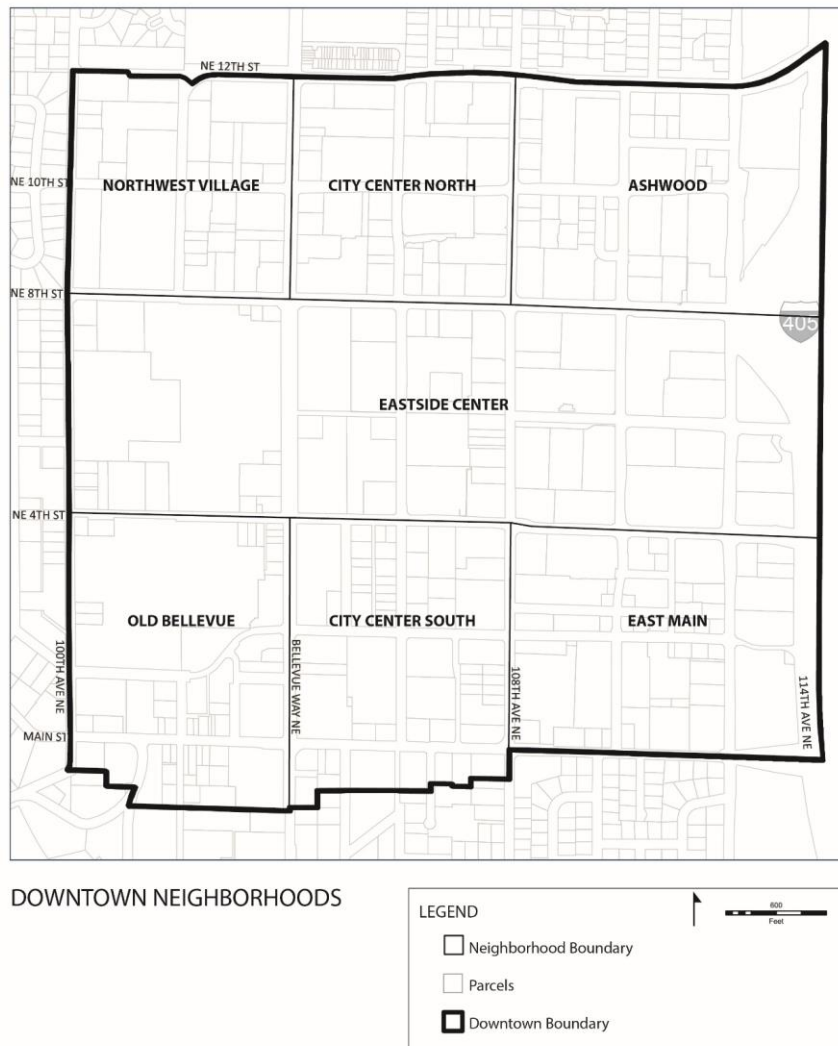 NE 12TH ST
NE 10TH ST
NORTHWEST VILLAGE
CITY CENTER NORTH
ASHWOOD
NE 8TH ST
405
EASTSIDE CENTER
NE 4TH ST
OLD BELLEVUE
CITY CENTER SOUTH
EAST MAIN
100TH AVE NE
BELLEVUE WAY NE
108TH AVE NE
114TH AVE NE
MAIN ST
DOWNTOWN NEIGHBORHOODS
LEGEND
600
Feet
Neighborhood Boundary
Parcels
Downtown Boundary